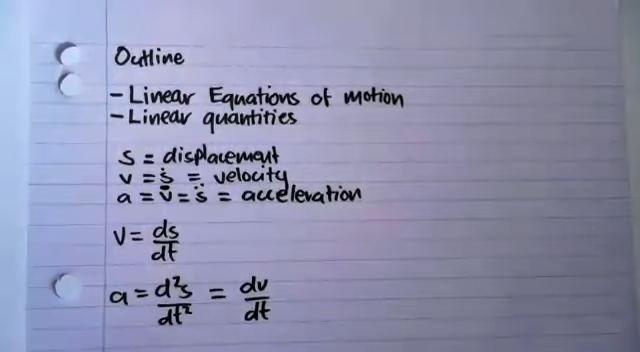 Outline
- Linear Equations of motion
- Linear quantities
s = displacement
v = ṡ = velocity
a = v̇ = s̈ = acceleration
v = ds/dt
a = d²s/dt² = dv/dt